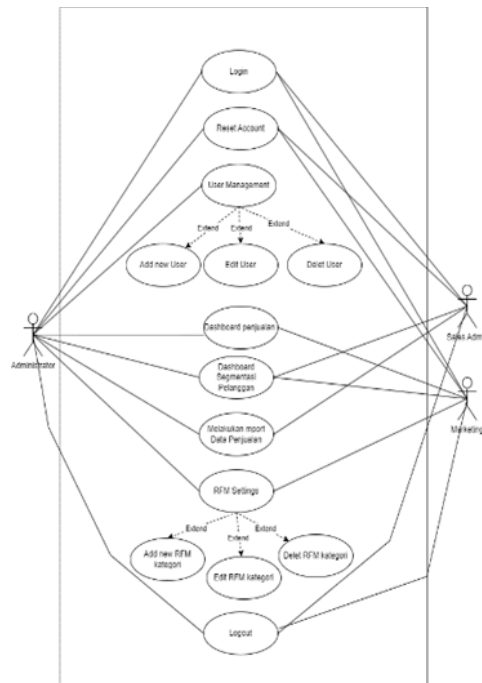 Login
Reset Account
User Management
Extend
Extend
Extend
Add new User
Edit User
Delet User
Dashboard penjualan
Administrator
Sales Admi
Dashboard
Segmentasi
Pelanggan
Marketing
Melakukan mport
Data Penjualan
RFM Settings
Extend
Extend
Extend
Add new RFM
kategori
Edit RFM kategori
Delet RFM kategori
Logout